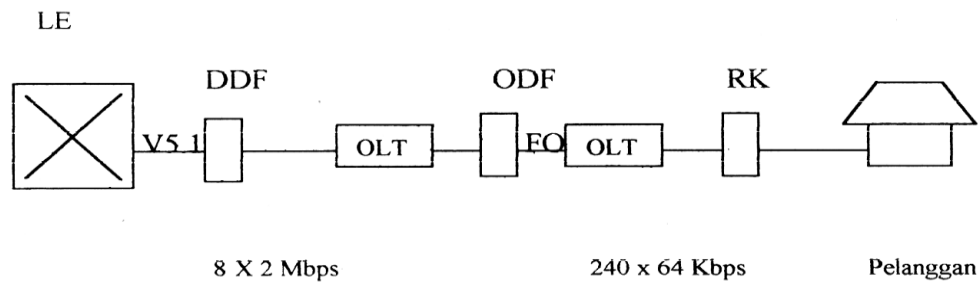 LE
DDF
ODF
RK
V5.1
OLT
FO
OLT
8 X 2 Mbps
240 x 64 Kbps
Pelanggan